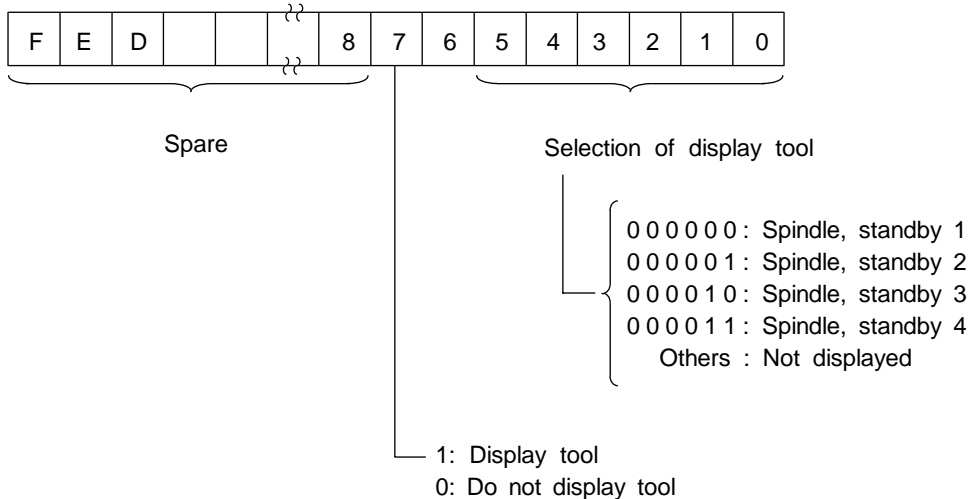 F E D 8 7 6 5 4 3 2 1 0
Spare
Selection of display tool
0 0 0 0 0 0 : Spindle, standby 1
0 0 0 0 0 1 : Spindle, standby 2
0 0 0 0 1 0 : Spindle, standby 3
0 0 0 0 1 1 : Spindle, standby 4
Others : Not displayed
1: Display tool
0: Do not display tool